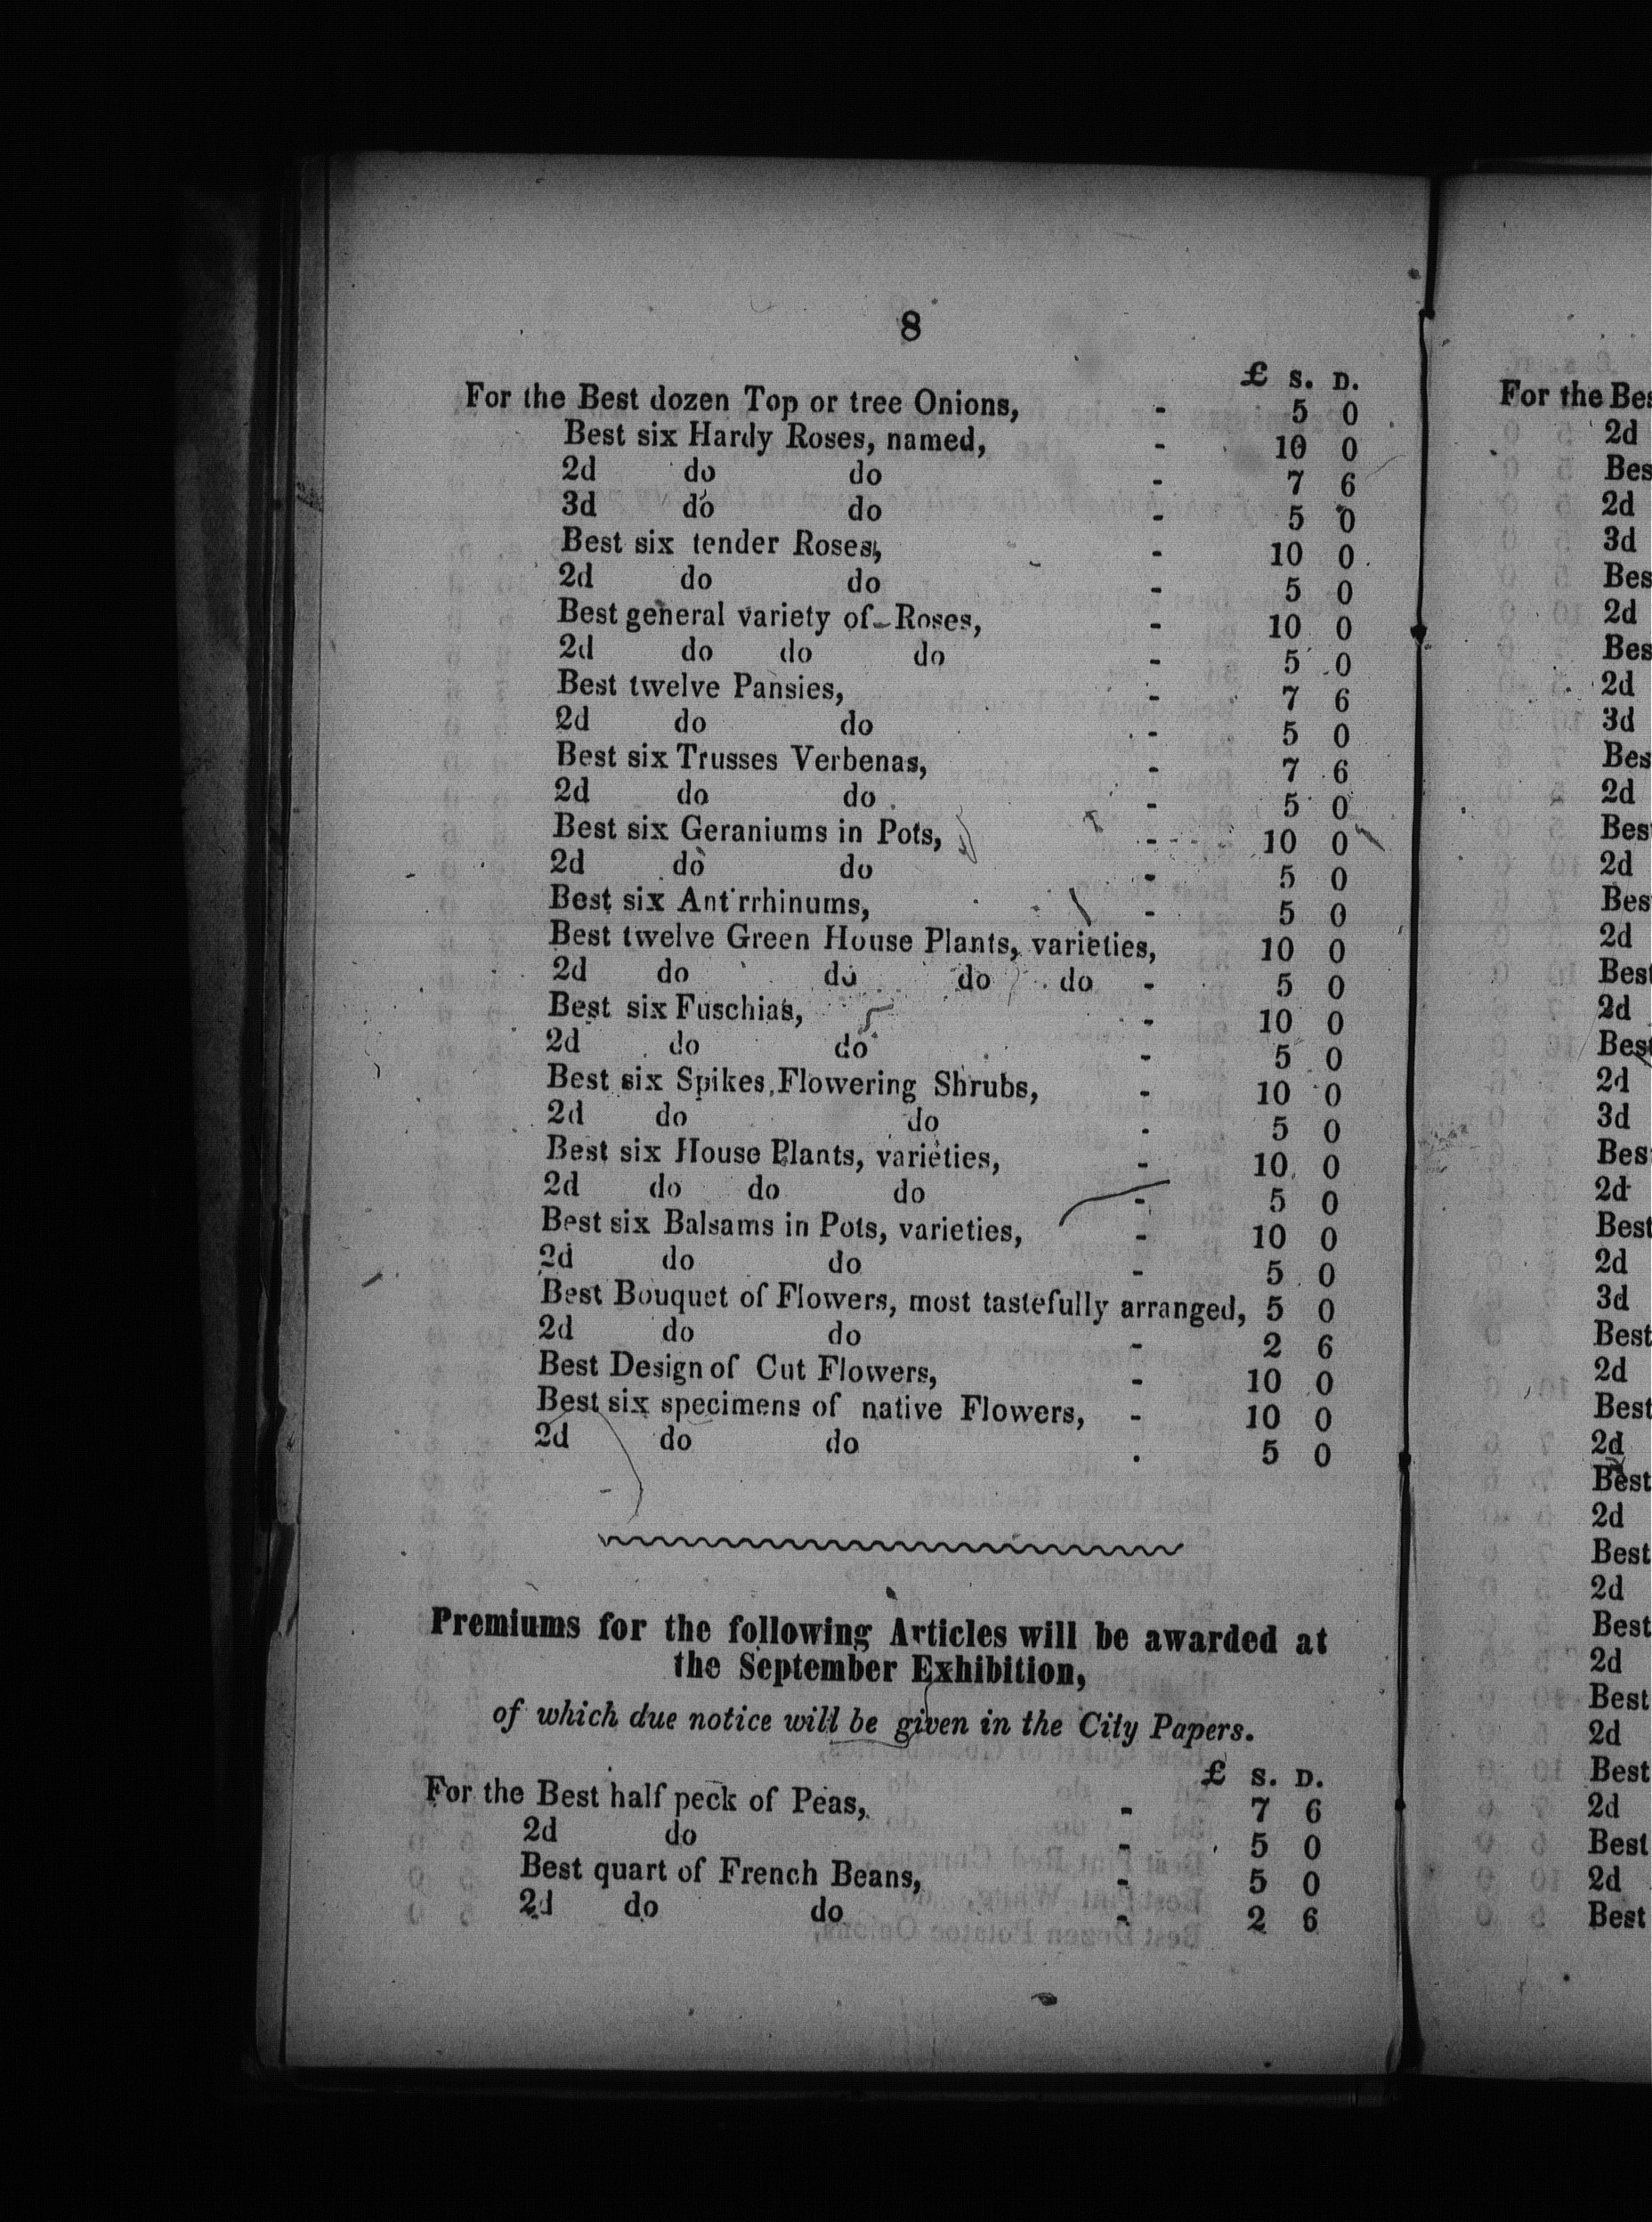 8
£ S. D.
For the Best dozen Top or tree Onions, - 5 0
Best six Hardy Roses, named, - 10 0
2d do do - 7 6
3d do do - 5 0
Best six tender Roses, - 10 0
2d do do - 5 0
Best general variety of Roses, - 10 0
2d do do do - 5 0
Best twelve Pansies, - 7 6
2d do do - 5 0
Best six Trusses Verbenas, - 7 6
2d do do - 5 0
Best six Geraniums in Pots, - 10 0
2d do do - 5 0
Best six Antirrhinums, - 5 0
Best twelve Green House Plants, varieties, 10 0
2d do do do do - 5 0
Best six Fuschias, - 10 0
2d do do - 5 0
Best six Spikes Flowering Shrubs, - 10 0
2d do do - 5 0
Best six House Plants, varieties, - 10 0
2d do do do - 5 0
Best six Balsams in Pots, varieties, - 10 0
2d do do - 5 0
Best Bouquet of Flowers, most tastefully arranged, 5 0
2d do do - 2 6
Best Design of Cut Flowers, - 10 0
Best six specimens of native Flowers, - 10 0
2d do do - 5 0
Premiums for the following Articles will be awarded at
the September Exhibition,
of which due notice will be given in the City Papers.
£ S. D.
For the Best half peck of Peas, - 7 6
2d do - 5 0
Best quart of French Beans, - 5 0
2d do do - 2 6
For the Bes
2d
Bes
2d
3d
Bes
2d
Bes
2d
3d
Bes
2d
Bes
2d
Bes
2d
Best
2d
Best
2d
3d
Bes
2d
Best
2d
3d
Best
2d
Best
2d
Best
2d
Best
2d
Best
2d
Best
2d
Best
2d
Best
2d
Best